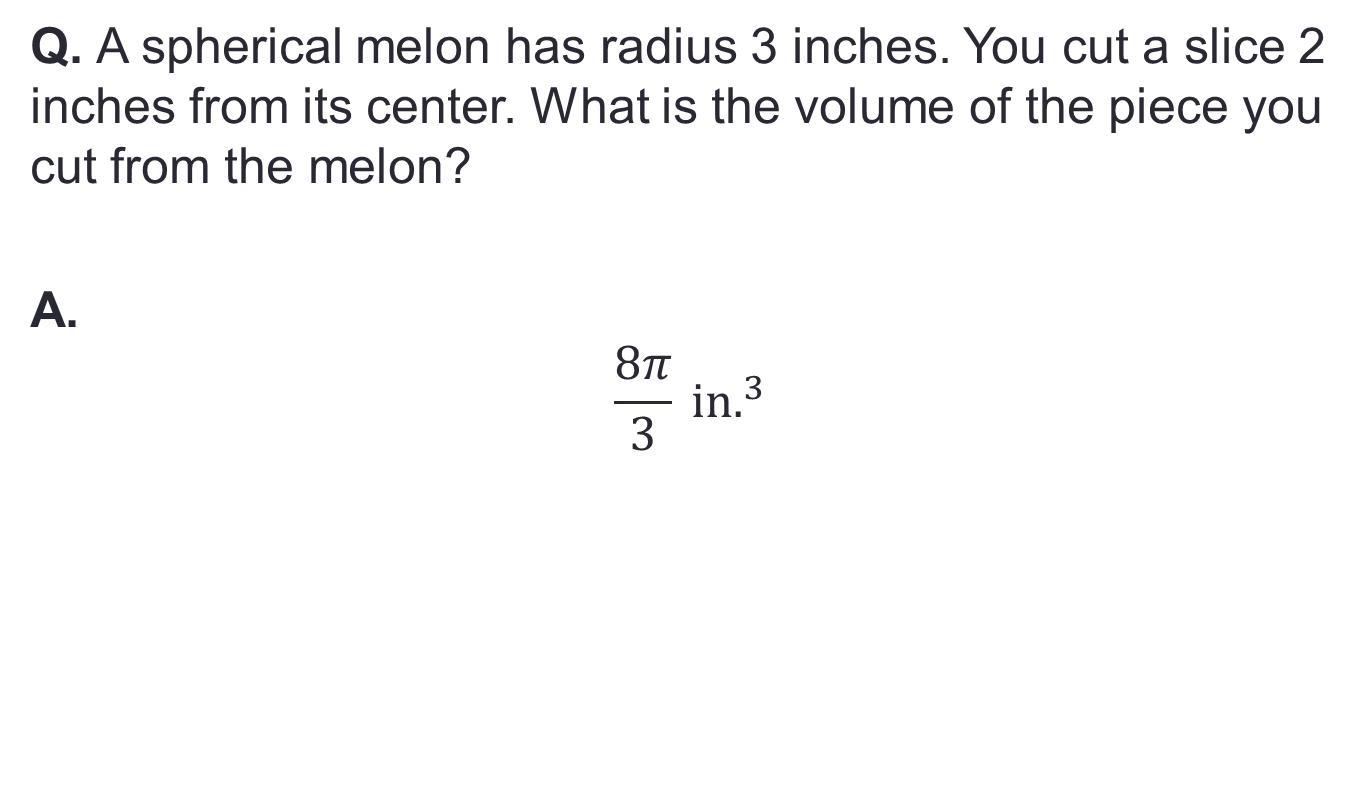 Q. A spherical melon has radius 3 inches. You cut a slice 2
inches from its center. What is the volume of the piece you
cut from the melon?
A.
8π
3
in.³